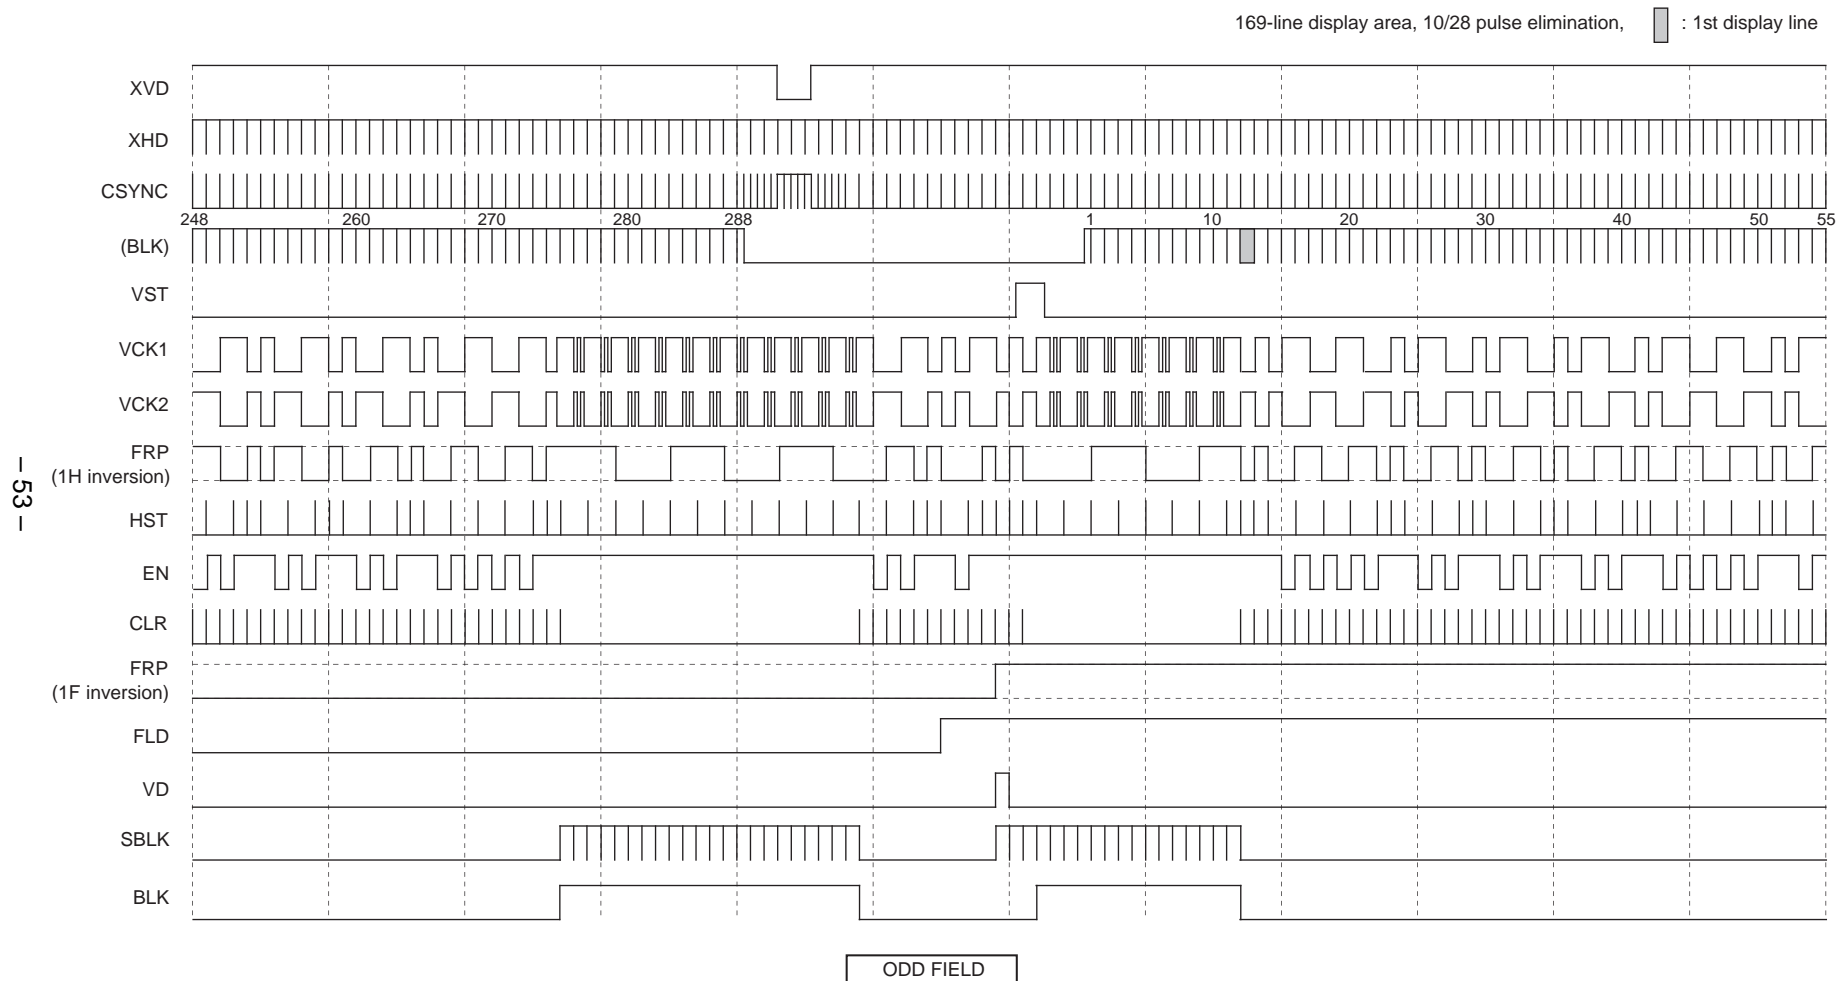 169-line display area, 10/28 pulse elimination, : 1st display line
XVD
XHD
CSYNC
248 260 270 280 288 1 10 20 30 40 50 55
(BLK)
VST
VCK1
VCK2
FRP
(1H inversion)
HST
EN
CLR
FRP
(1F inversion)
FLD
VD
SBLK
BLK
ODD FIELD
– 53 –